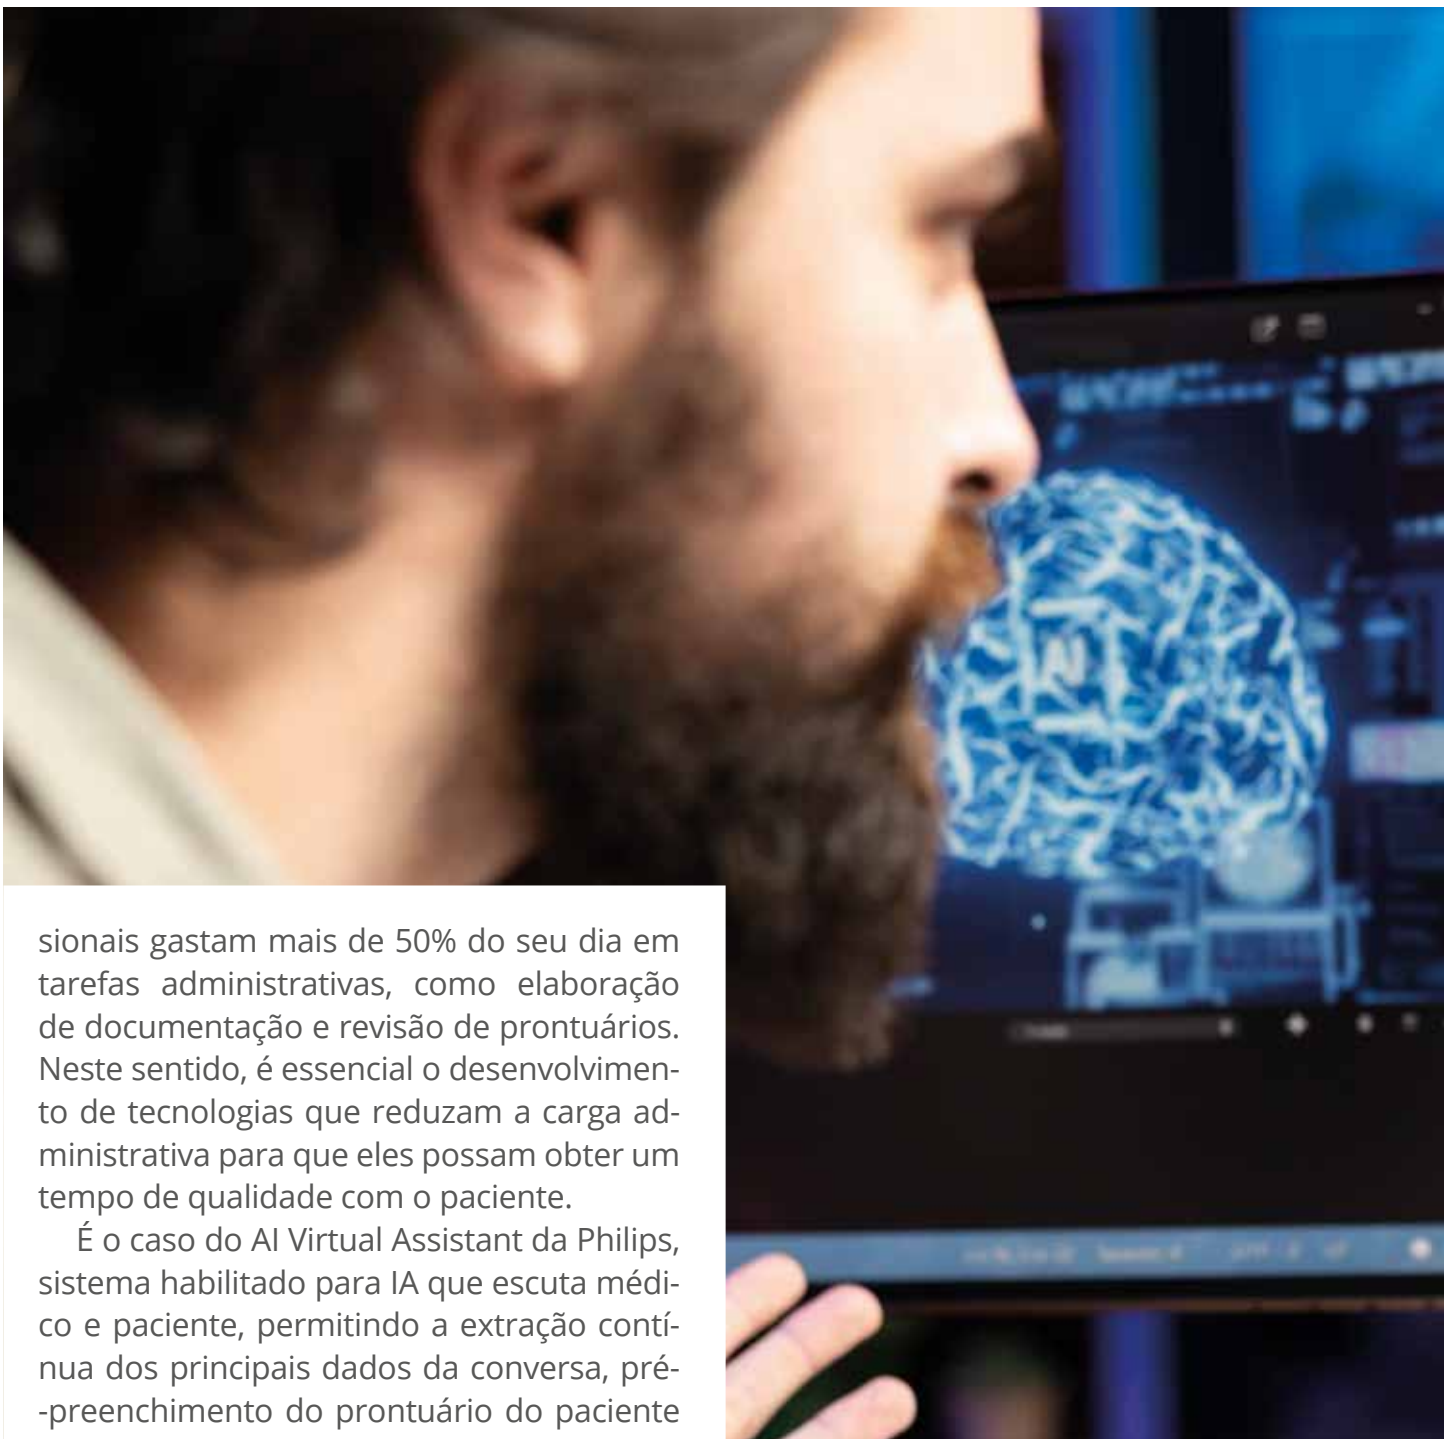 AI
sionais gastam mais de 50% do seu dia em
tarefas administrativas, como elaboração
de documentação e revisão de prontuários.
Neste sentido, é essencial o desenvolvimen-
to de tecnologias que reduzam a carga ad-
ministrativa para que eles possam obter um
tempo de qualidade com o paciente.
É o caso do AI Virtual Assistant da Philips,
sistema habilitado para IA que escuta médi-
co e paciente, permitindo a extração contí-
nua dos principais dados da conversa, pré-
-preenchimento do prontuário do paciente